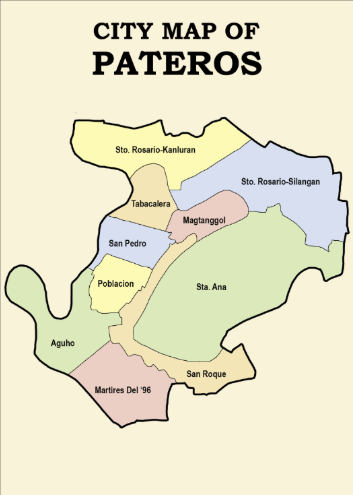 CITY MAP OF
PATEROS
Sto. Rosario-Kanluran
Sto. Rosario-Silangan
Tabacalera
Magtanggol
San Pedro
Poblacion
Sta. Ana
Aguho
San Roque
Martires Del '96